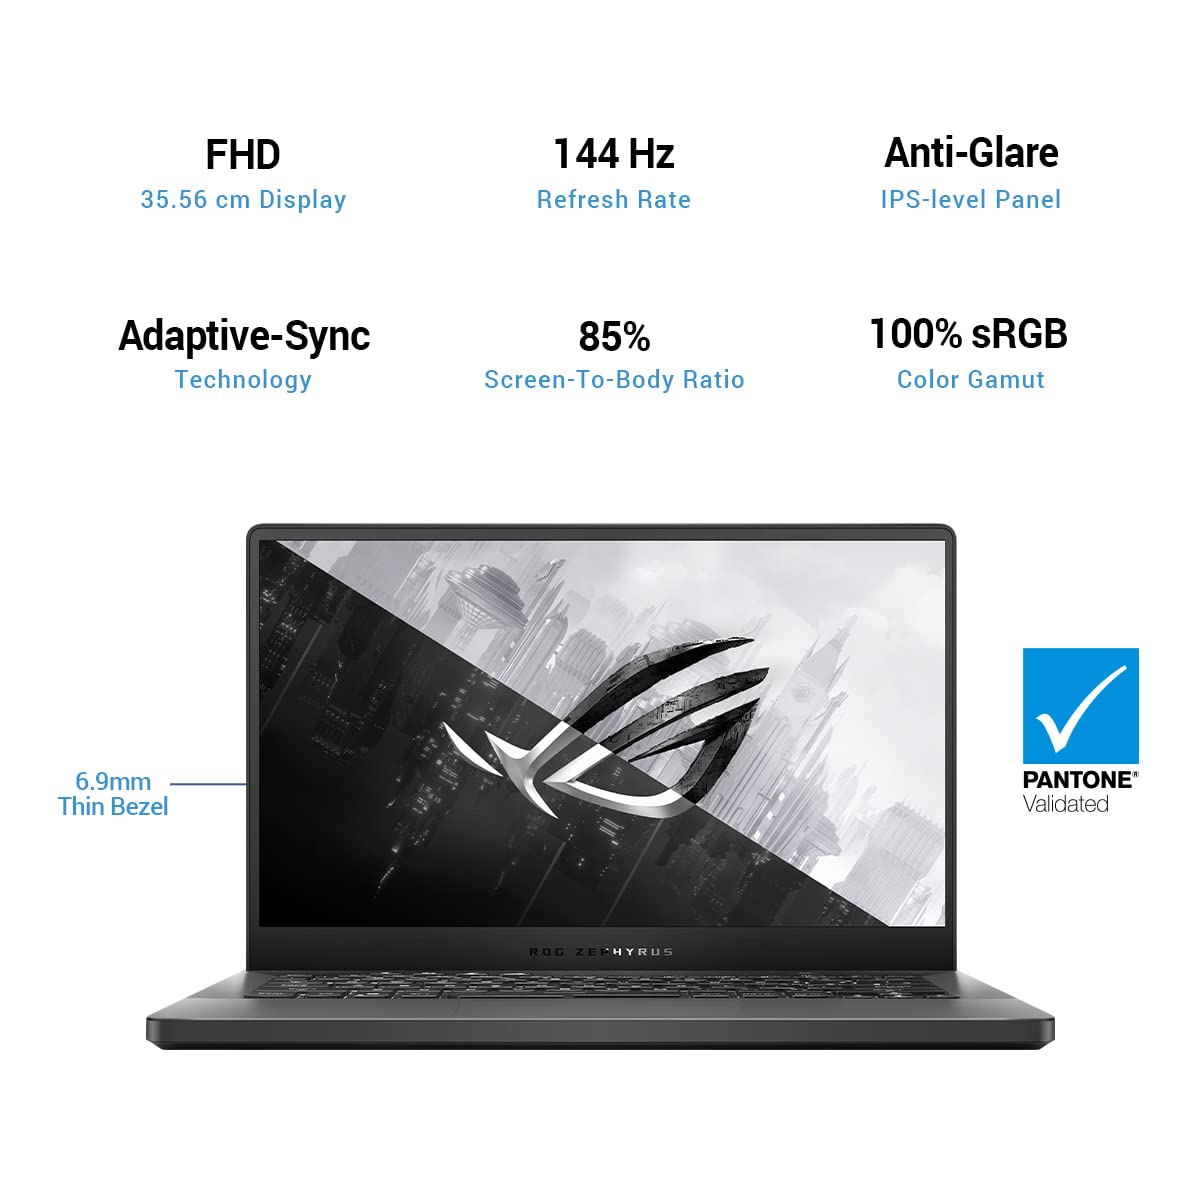 FHD
35.56 cm Display
144 Hz
Refresh Rate
Anti-Glare
IPS-level Panel
Adaptive-Sync
Technology
85%
Screen-To-Body Ratio
100% sRGB
Color Gamut
6.9mm
Thin Bezel
PANTONE®
Validated
ROG ZEPHYRUS